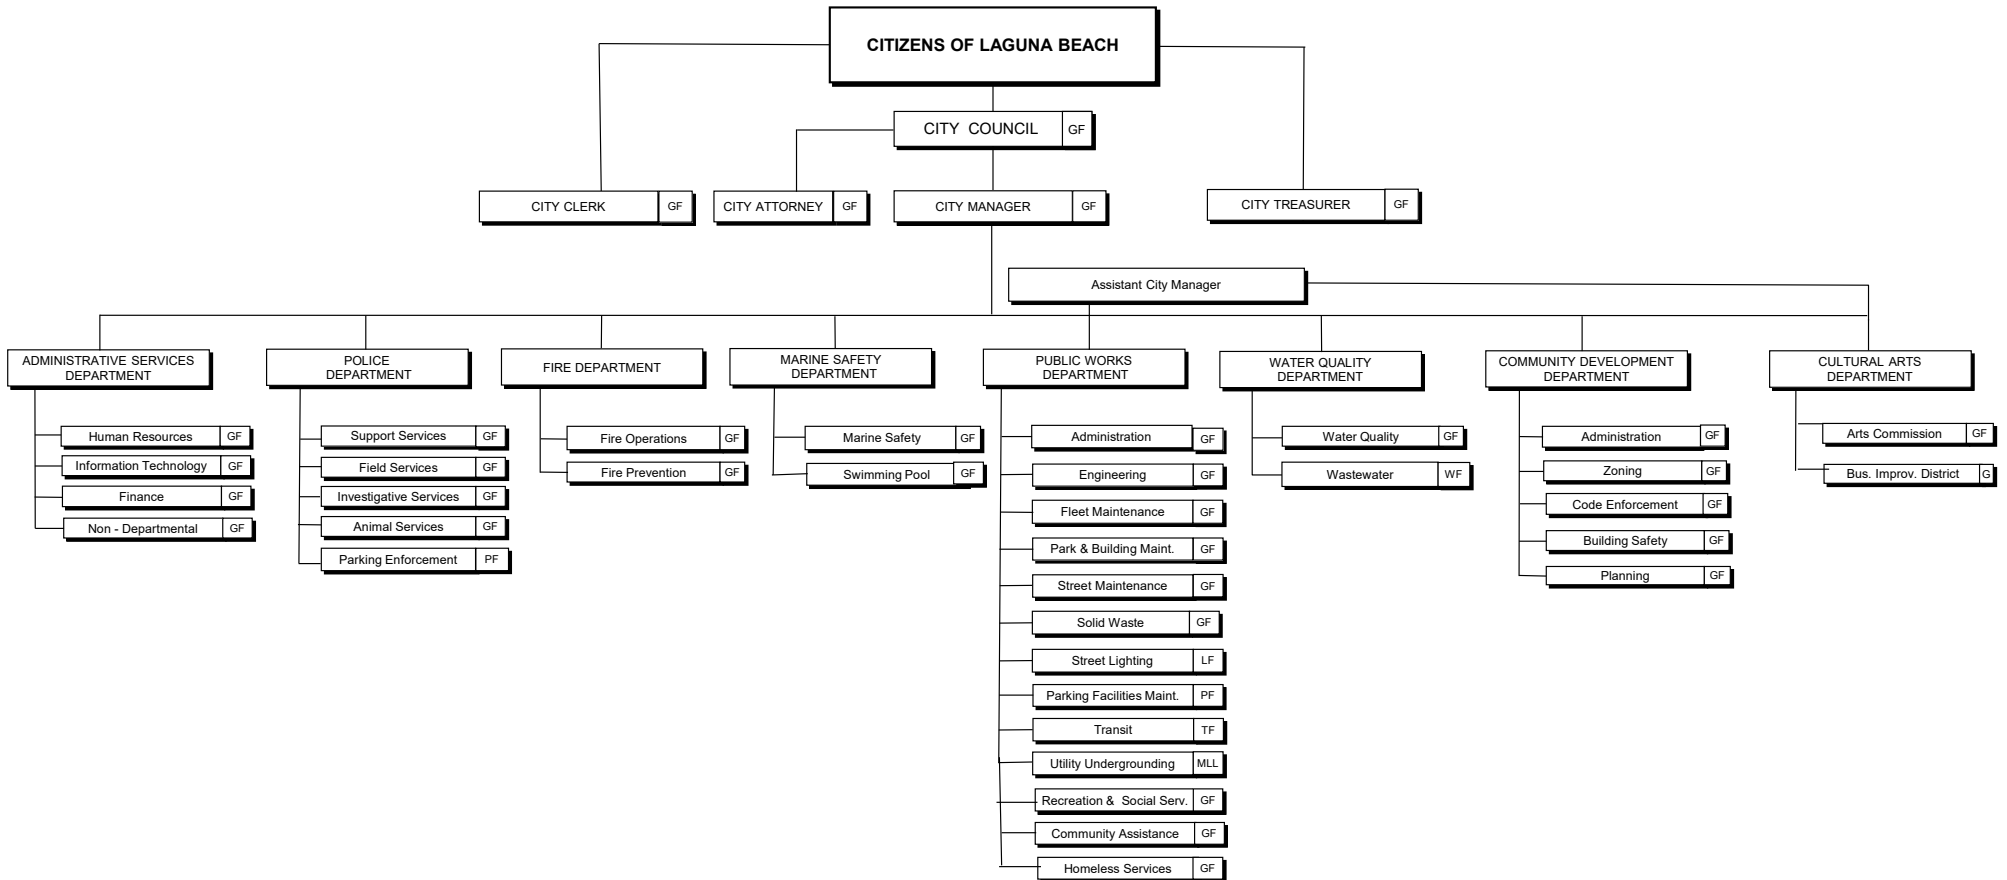 CITIZENS OF LAGUNA BEACH
CITY COUNCIL GF
CITY CLERK GF
CITY ATTORNEY GF
CITY MANAGER GF
CITY TREASURER GF
Assistant City Manager
ADMINISTRATIVE SERVICES
DEPARTMENT
Human Resources GF
Information Technology GF
Finance GF
Non - Departmental GF
POLICE
DEPARTMENT
Support Services GF
Field Services GF
Investigative Services GF
Animal Services GF
Parking Enforcement PF
FIRE DEPARTMENT
Fire Operations GF
Fire Prevention GF
MARINE SAFETY
DEPARTMENT
Marine Safety GF
Swimming Pool GF
PUBLIC WORKS
DEPARTMENT
Administration GF
Engineering GF
Fleet Maintenance GF
Park & Building Maint. GF
Street Maintenance GF
Solid Waste GF
Street Lighting LF
Parking Facilities Maint. PF
Transit TF
Utility Undergrounding MLL
Recreation & Social Serv. GF
Community Assistance GF
Homeless Services GF
WATER QUALITY
DEPARTMENT
Water Quality GF
Wastewater WF
COMMUNITY DEVELOPMENT
DEPARTMENT
Administration GF
Zoning GF
Code Enforcement GF
Building Safety GF
Planning GF
CULTURAL ARTS
DEPARTMENT
Arts Commission GF
Bus. Improv. District G